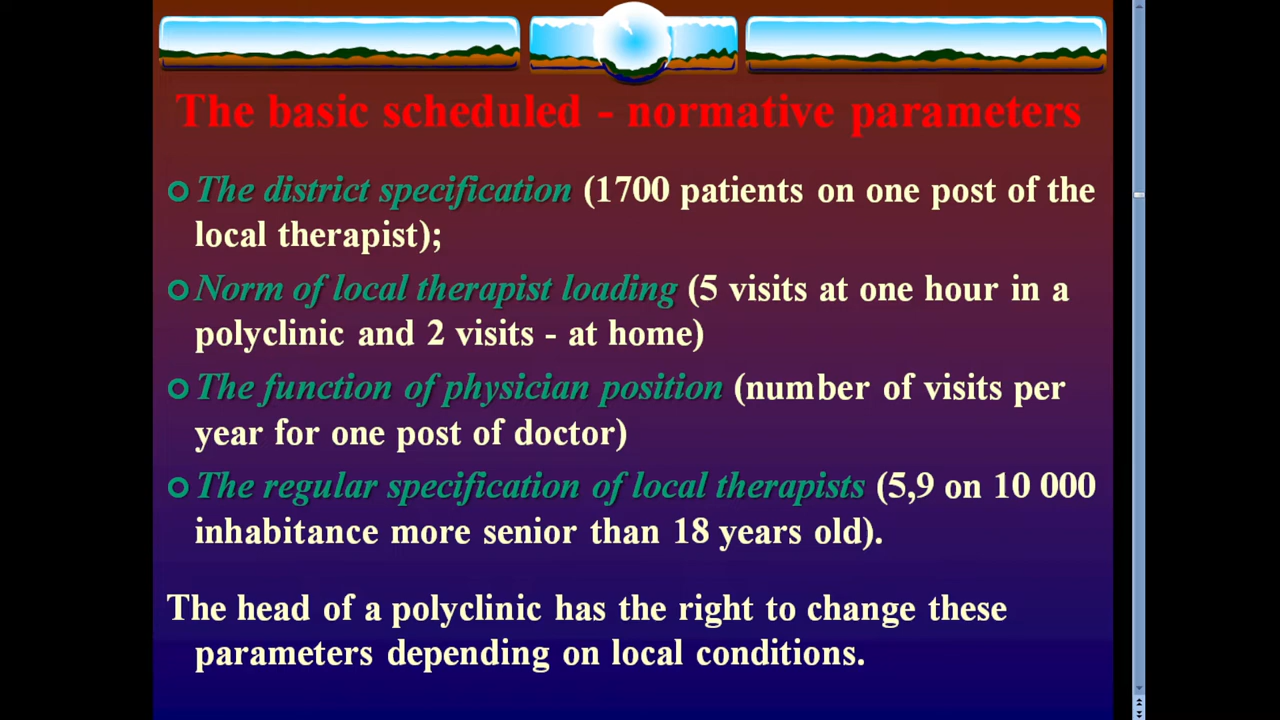 The basic scheduled - normative parameters
The district specification (1700 patients on one post of the
local therapist);
Norm of local therapist loading (5 visits at one hour in a
polyclinic and 2 visits - at home)
The function of physician position (number of visits per
year for one post of doctor)
The regular specification of local therapists (5,9 on 10 000
inhabitance more senior than 18 years old).
The head of a polyclinic has the right to change these
parameters depending on local conditions.